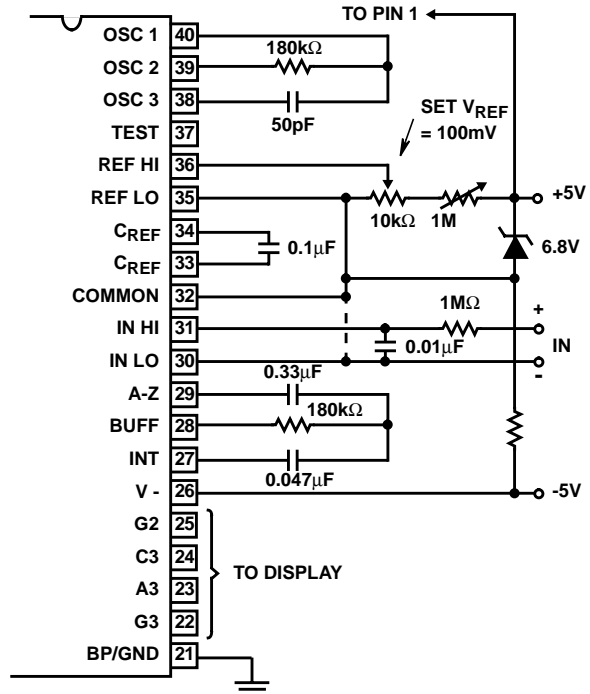 TO PIN 1
OSC 1 40
180kΩ
OSC 2 39
OSC 3 38
50pF
SET VREF
= 100mV
TEST 37
REF HI 36
REF LO 35
+5V
10kΩ 1M
CREF 34
0.1μF
6.8V
CREF 33
COMMON 32
1MΩ
+
IN HI 31
0.01μF
IN
IN LO 30
-
0.33μF
A-Z 29
180kΩ
BUFF 28
INT 27
0.047μF
V - 26
-5V
G2 25
C3 24
TO DISPLAY
A3 23
G3 22
BP/GND 21